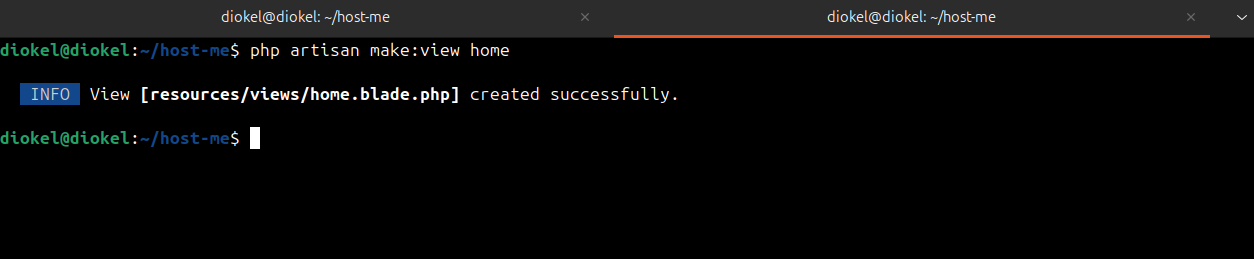 diokel@diokel: ~/host-me × diokel@diokel: ~/host-me ×
diokel@diokel:~/host-me$ php artisan make:view home
INFO View [resources/views/home.blade.php] created successfully.
diokel@diokel:~/host-me$